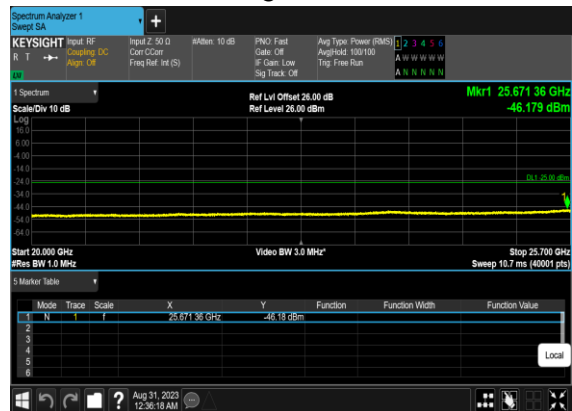 Spectrum Analyzer 1
Swept SA
+
KEYSIGHT Input: RF Input Z: 50 Ω #Atten: 10 dB PNO: Fast Avg Type: Power (RMS) 1 2 3 4 5 6
R T Coupling: DC Corr CCorr Gate: Off Avg|Hold: 100/100 A W W W W W
Align: Off Freq Ref: Int (S) IF Gain: Low Trig: Free Run
Sig Track: Off A N N N N N
1 Spectrum Ref Lvl Offset 26.00 dB Mkr1 25.671 36 GHz
Scale/Div 10 dB Ref Level 26.00 dBm -46.179 dBm
Log
16.0
6.00
-4.00
-14.0
-24.0 DL1 -25.00 dBm
-34.0
-44.0 1
-54.0
-64.0
Start 20.000 GHz Video BW 3.0 MHz* Stop 25.700 GHz
#Res BW 1.0 MHz Sweep 10.7 ms (40001 pts)
5 Marker Table
Mode Trace Scale X Y Function Function Width Function Value
1 N 1 f 25.671 36 GHz -46.18 dBm
2
3
4
5
6
Local
? Aug 31, 2023
12:36:18 AM